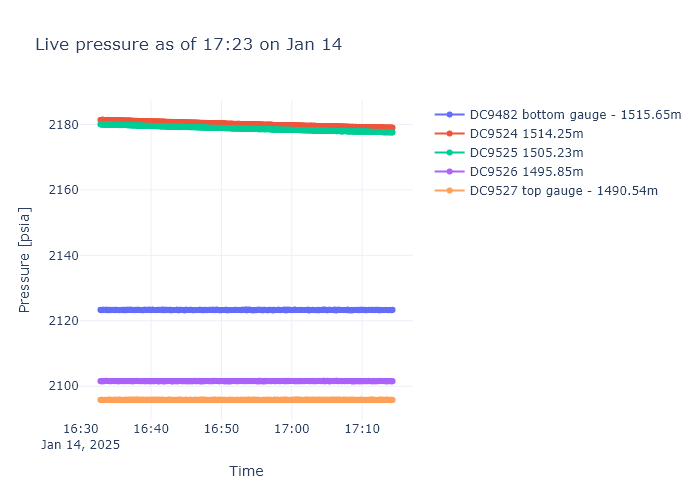 Live pressure as of 17:23 on Jan 14
DC9482 bottom gauge - 1515.65m
DC9524 1514.25m
DC9525 1505.23m
DC9526 1495.85m
DC9527 top gauge - 1490.54m
Pressure [psia]
2180
2160
2140
2120
2100
16:30 16:40 16:50 17:00 17:10
Jan 14, 2025
Time